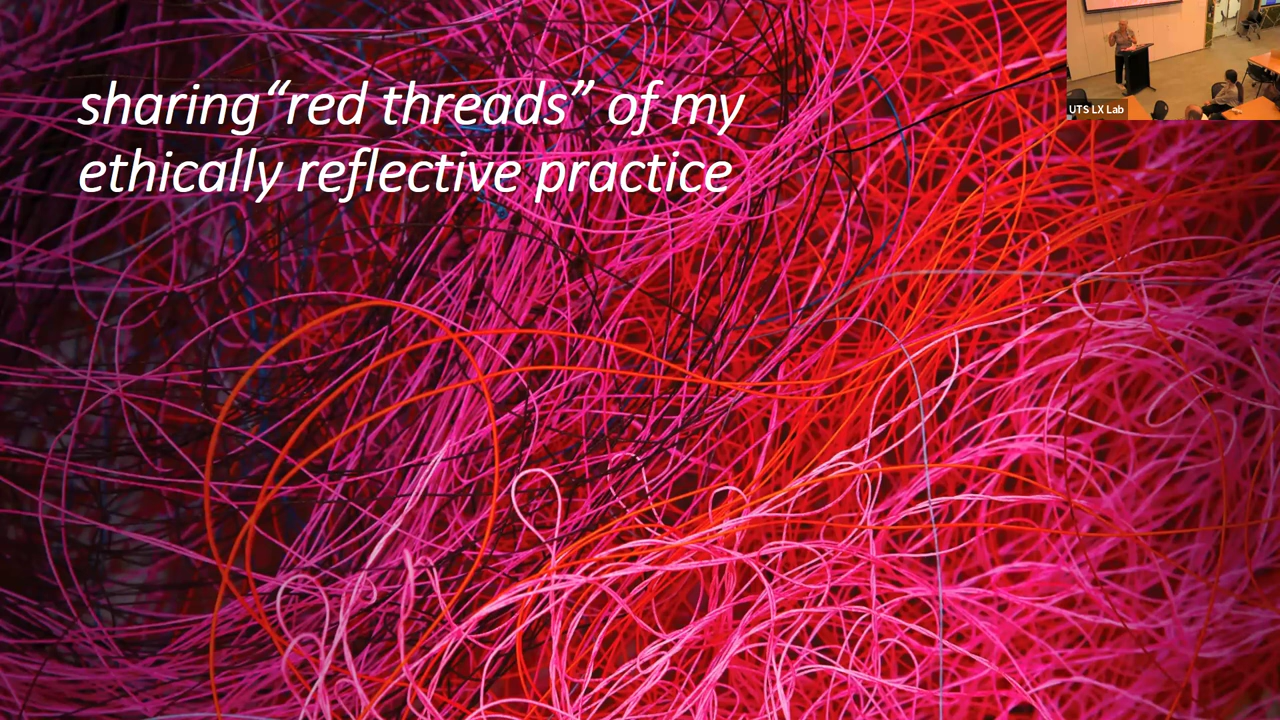 sharing“red threads” of my
ethically reflective practice
UTS LX Lab